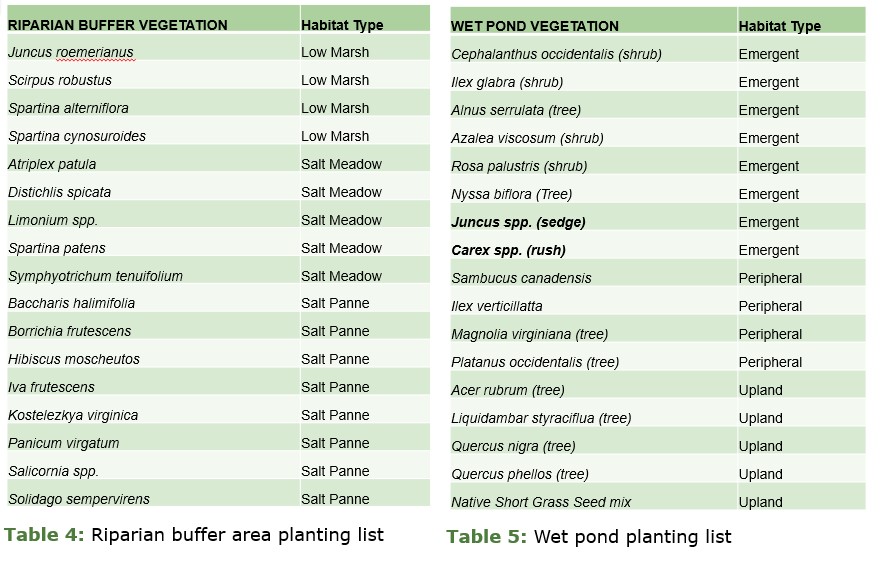 RIPARIAN BUFFER VEGETATION Habitat Type
Juncus roemerianus Low Marsh
Scirpus robustus Low Marsh
Spartina alterniflora Low Marsh
Spartina cynosuroides Low Marsh
Atriplex patula Salt Meadow
Distichlis spicata Salt Meadow
Limonium spp. Salt Meadow
Spartina patens Salt Meadow
Symphyotrichum tenuifolium Salt Meadow
Baccharis halimifolia Salt Panne
Borrichia frutescens Salt Panne
Hibiscus moscheutos Salt Panne
Iva frutescens Salt Panne
Kostelezkya virginica Salt Panne
Panicum virgatum Salt Panne
Salicornia spp. Salt Panne
Solidago sempervirens Salt Panne
Table 4: Riparian buffer area planting list
WET POND VEGETATION Habitat Type
Cephalanthus occidentalis (shrub) Emergent
Ilex glabra (shrub) Emergent
Alnus serrulata (tree) Emergent
Azalea viscosum (shrub) Emergent
Rosa palustris (shrub) Emergent
Nyssa biflora (Tree) Emergent
Juncus spp. (sedge) Emergent
Carex spp. (rush) Emergent
Sambucus canadensis Peripheral
Ilex verticillatta Peripheral
Magnolia virginiana (tree) Peripheral
Platanus occidentalis (tree) Peripheral
Acer rubrum (tree) Upland
Liquidambar styraciflua (tree) Upland
Quercus nigra (tree) Upland
Quercus phellos (tree) Upland
Native Short Grass Seed mix Upland
Table 5: Wet pond planting list